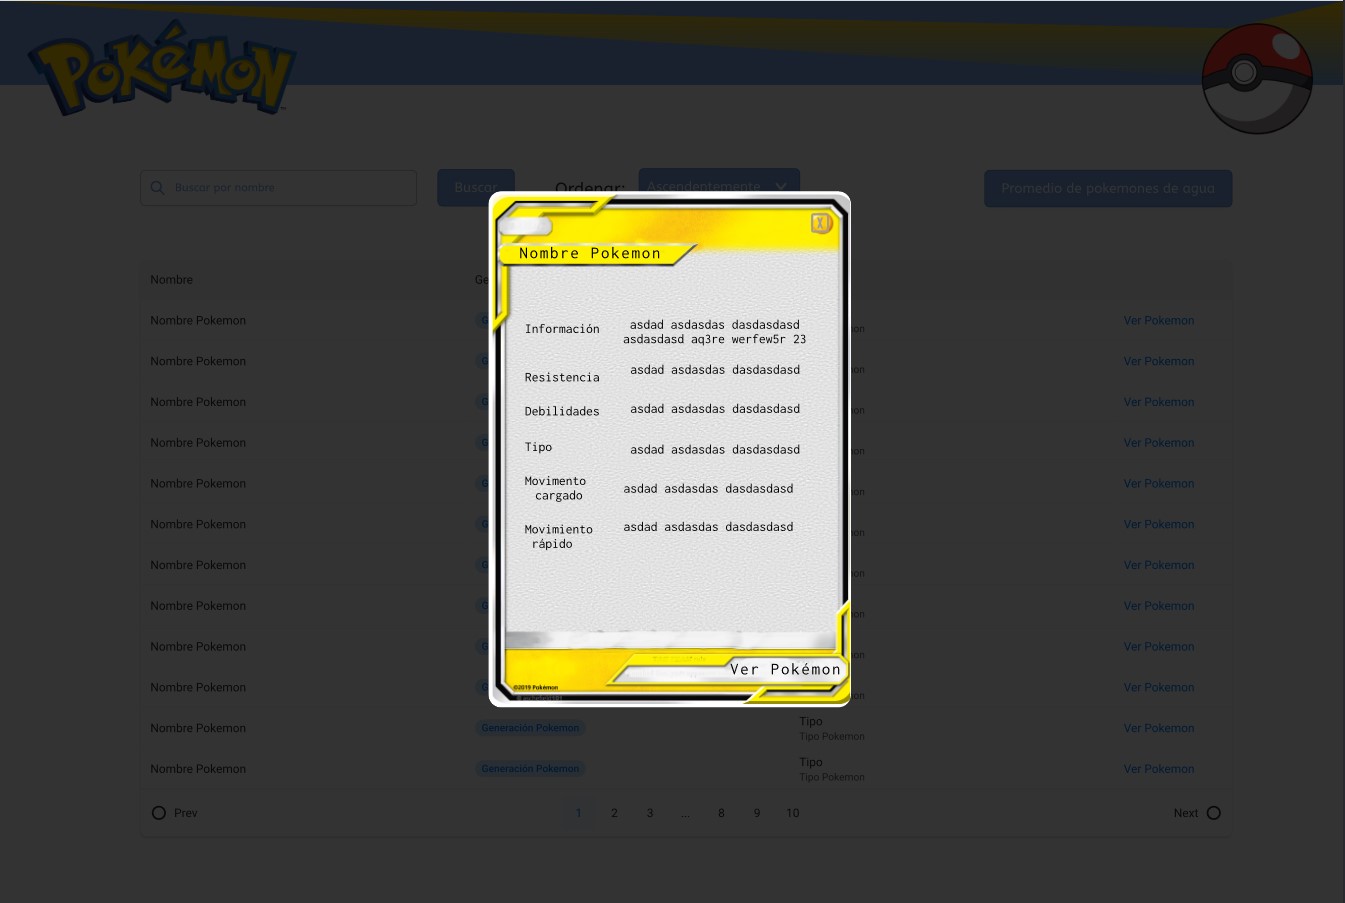 POKÉMON
Buscar por nombre
Buscar
Ordenar:
Ascendentemente
Promedio de pokemones de agua
Nombre
Nombre Pokemon
Ver Pokemon
Nombre Pokemon
Ver Pokemon
Nombre Pokemon
Ver Pokemon
Nombre Pokemon
Ver Pokemon
Nombre Pokemon
Ver Pokemon
Nombre Pokemon
Ver Pokemon
Nombre Pokemon
Ver Pokemon
Nombre Pokemon
Ver Pokemon
Nombre Pokemon
Ver Pokemon
Nombre Pokemon
Ver Pokemon
Nombre Pokemon
Generación Pokemon
Tipo
Tipo Pokemon
Ver Pokemon
Nombre Pokemon
Generación Pokemon
Tipo
Tipo Pokemon
Ver Pokemon
Prev
1 2 3 ... 8 9 10
Next
X
Nombre Pokemon
Información
asdad asdasdas dasdasdasd
asdasdasd aq3re werfew5r 23
Resistencia
asdad asdasdas dasdasdasd
Debilidades
asdad asdasdas dasdasdasd
Tipo
asdad asdasdas dasdasdasd
Movimento
cargado
asdad asdasdas dasdasdasd
Movimiento
rápido
asdad asdasdas dasdasdasd
Ver Pokémon
©2019 Pokémon